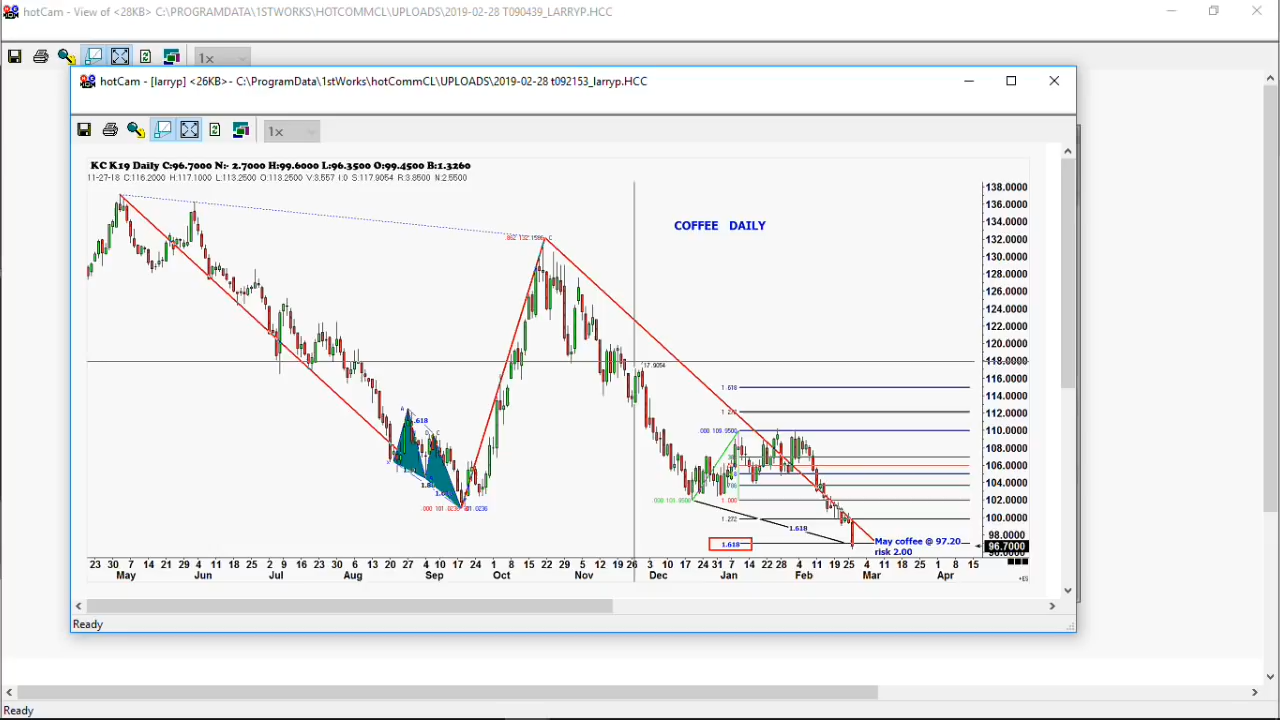 hotCam - View of <28KB> C:\PROGRAMDATA\1STWORKS\HOTCOMMCL\UPLOADS\2019-02-28 T090439_LARRYP.HCC
1x
hotCam - [larryp] <26KB>- C:\ProgramData\1stWorks\hotCommCL\UPLOADS\2019-02-28 t092153_larryp.HCC
1x
KC K19 Daily C:96.7000 N:- 2.7000 H:99.6000 L:96.3500 O:99.4500 B:1.3260
11-27-18 C:116.2000 H:117.1000 L:113.2500 O:113.2500 V:3.557 I:0 S:117.9054 R:3.8500 N:2.5500
COFFEE DAILY
138.0000
136.0000
134.0000
132.0000
130.0000
128.0000
126.0000
124.0000
122.0000
120.0000
118.0000
116.0000
114.0000
112.0000
110.0000
108.0000
106.0000
104.0000
102.0000
100.0000
98.0000
96.7000
96.0000
1.618
.000 109.9500
1.000
1.272
1.618
1.618
May coffee @ 97.20
risk 2.00
23 30 7 14 21 29 4 11 18 25 2 9 16 23 30 6 13 20 27 4 10 17 24 1 8 15 22 29 5 12 19 26 3 10 17 24 31 7 14 22 28 4 11 19 25 4 11 18 25 1 8 15
May Jun Jul Aug Sep Oct Nov Dec Jan Feb Mar Apr
Ready
Ready